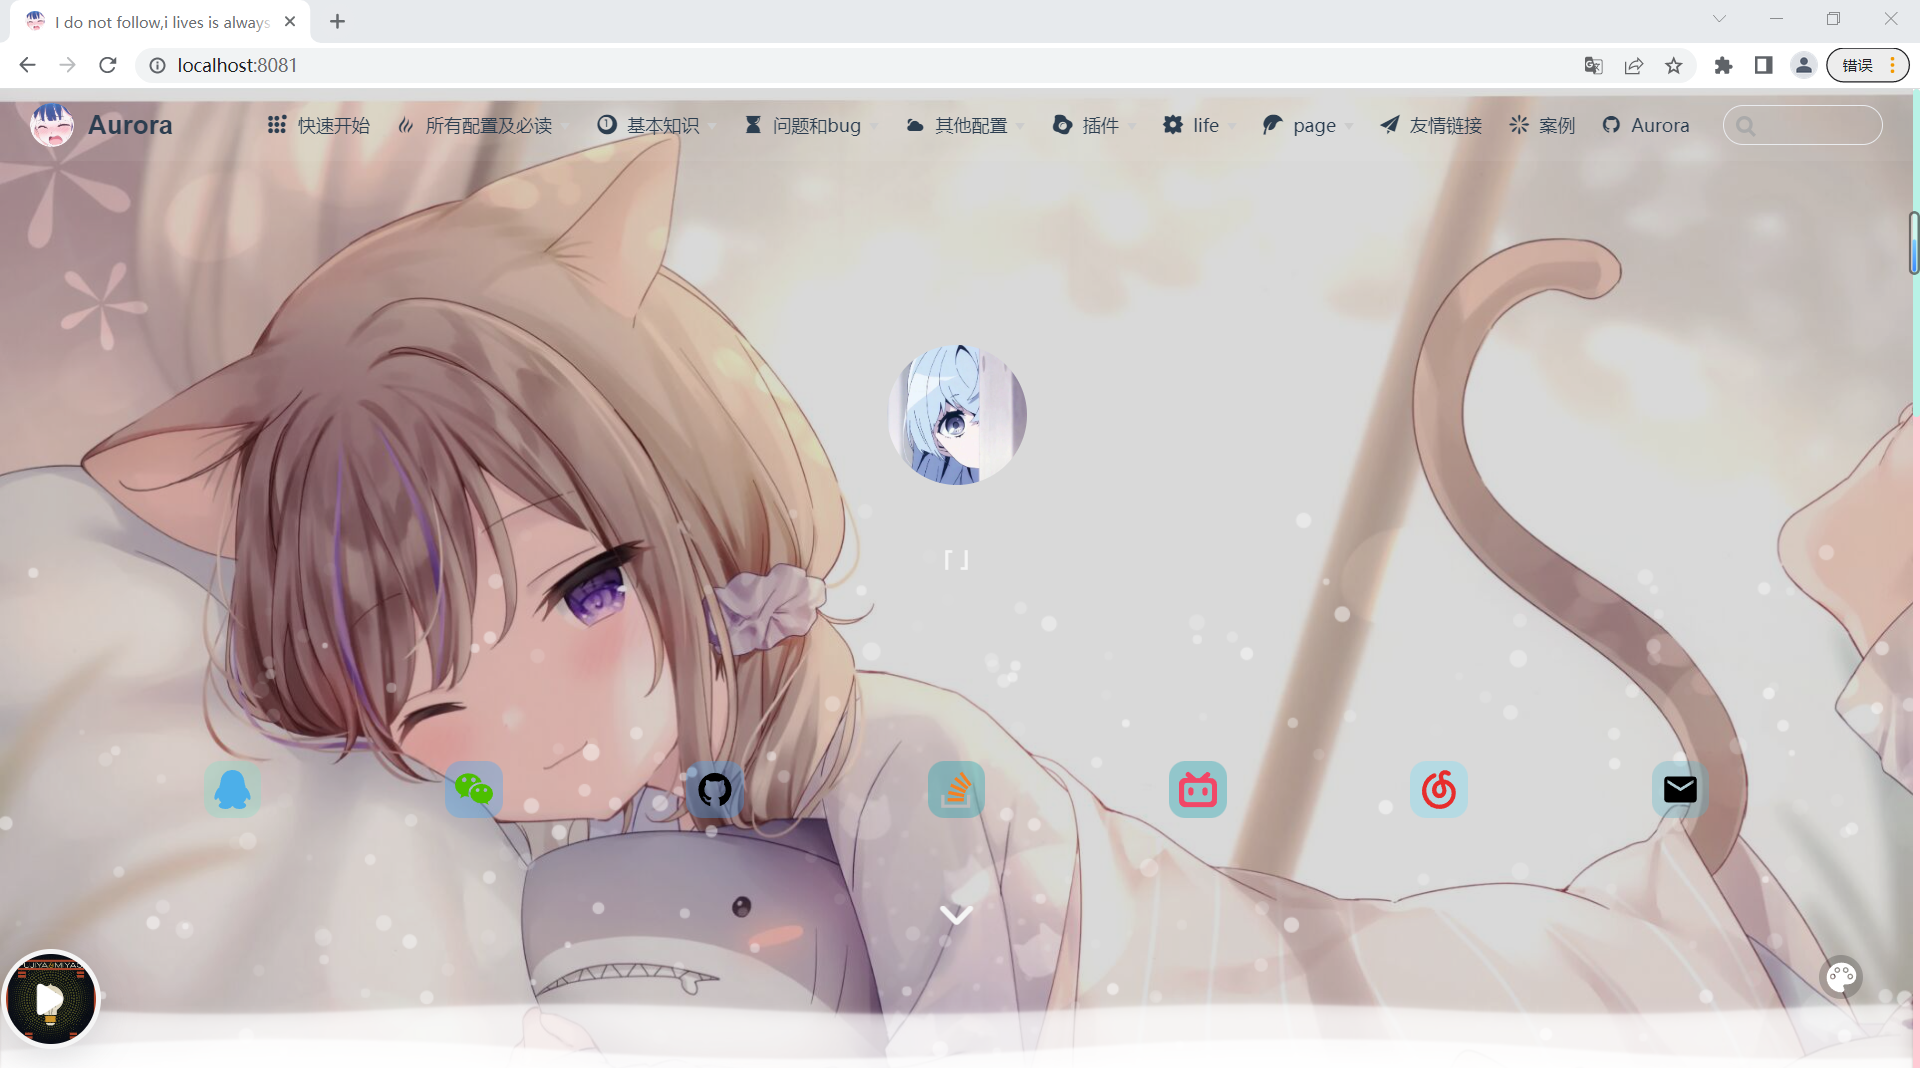 I do not follow,i lives is always
localhost:8081
错误
Aurora
快速开始
所有配置及必读
基本知识
问题和bug
其他配置
插件
life
page
友情链接
案例
Aurora
「」